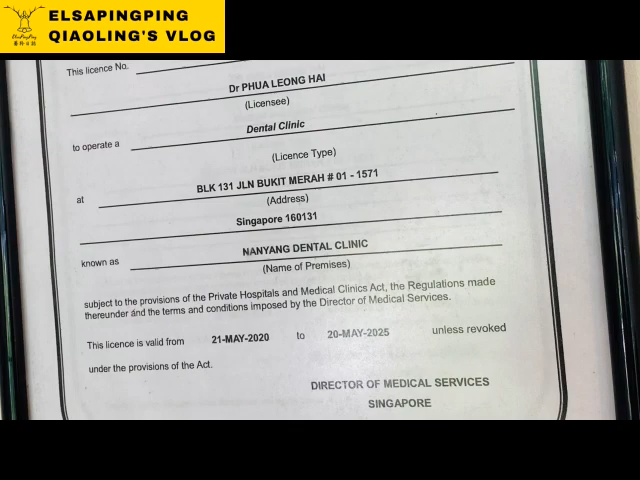 ELSAPINGPING
QIAOLING'S VLOG
This licence No.
Dr PHUA LEONG HAI
(Licensee)
to operate a
Dental Clinic
(Licence Type)
at
BLK 131 JLN BUKIT MERAH # 01 - 1571
(Address)
Singapore 160131
known as
NANYANG DENTAL CLINIC
(Name of Premises)
subject to the provisions of the Private Hospitals and Medical Clinics Act, the Regulations made
thereunder and the terms and conditions imposed by the Director of Medical Services.
This licence is valid from 21-MAY-2020 to 20-MAY-2025 unless revoked
under the provisions of the Act.
DIRECTOR OF MEDICAL SERVICES
SINGAPORE